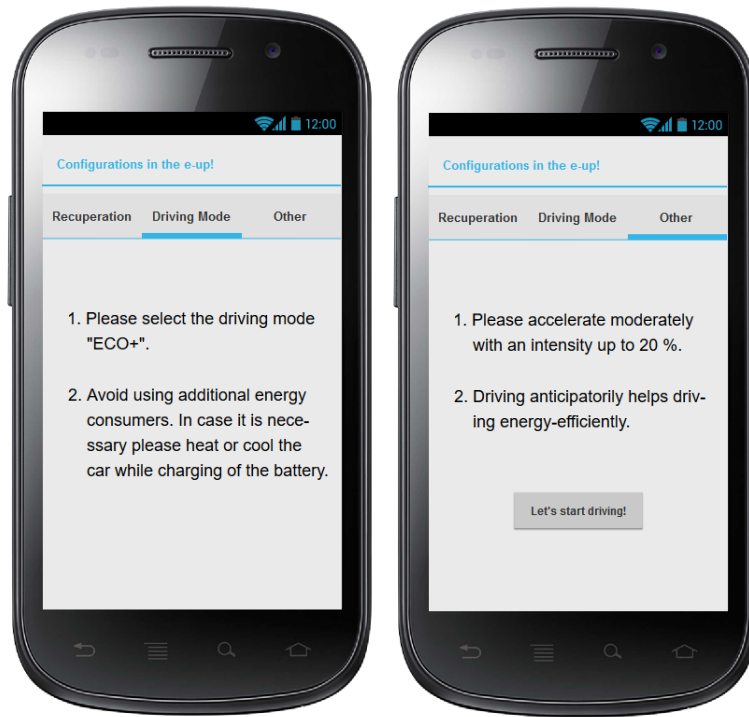 12:00
Configurations in the e-up!
Recuperation Driving Mode Other
1. Please select the driving mode
"ECO+".
2. Avoid using additional energy
consumers. In case it is nece-
ssary please heat or cool the
car while charging of the battery.
12:00
Configurations in the e-up!
Recuperation Driving Mode Other
1. Please accelerate moderately
with an intensity up to 20 %.
2. Driving anticipatorily helps driv-
ing energy-efficiently.
Let's start driving!